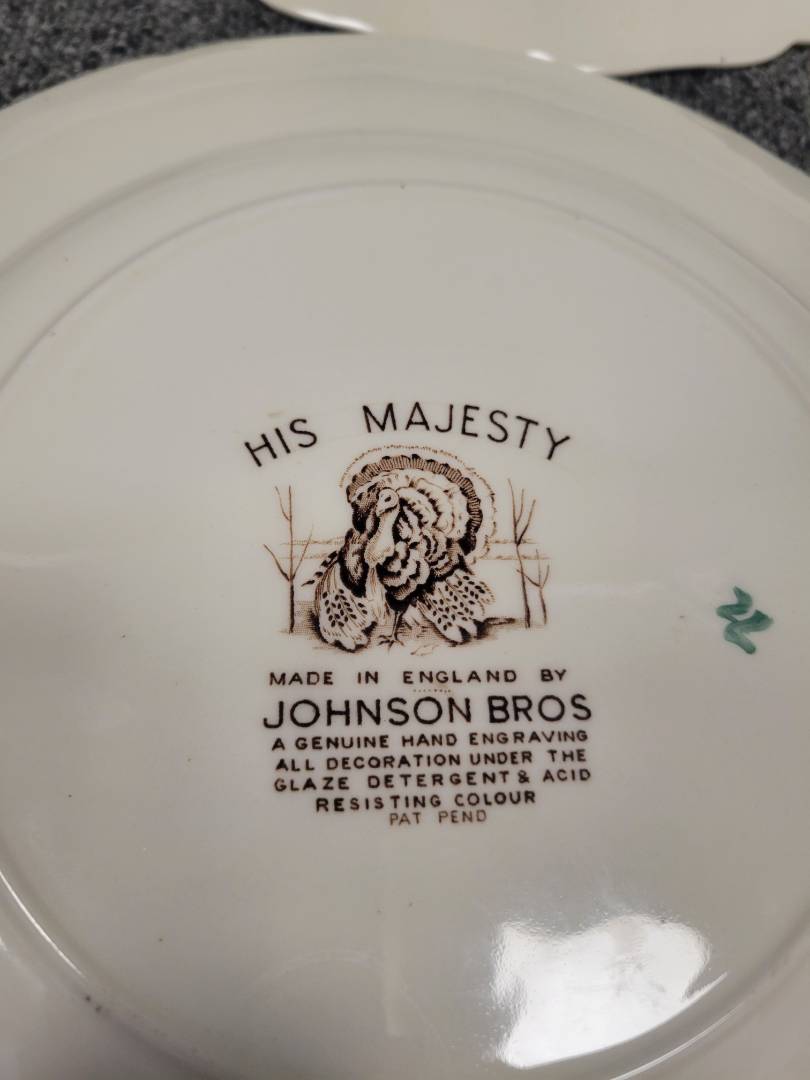 HIS MAJESTY
MADE IN ENGLAND BY
JOHNSON BROS
A GENUINE HAND ENGRAVING
ALL DECORATION UNDER THE
GLAZE DETERGENT & ACID
RESISTING COLOUR
PAT PEND